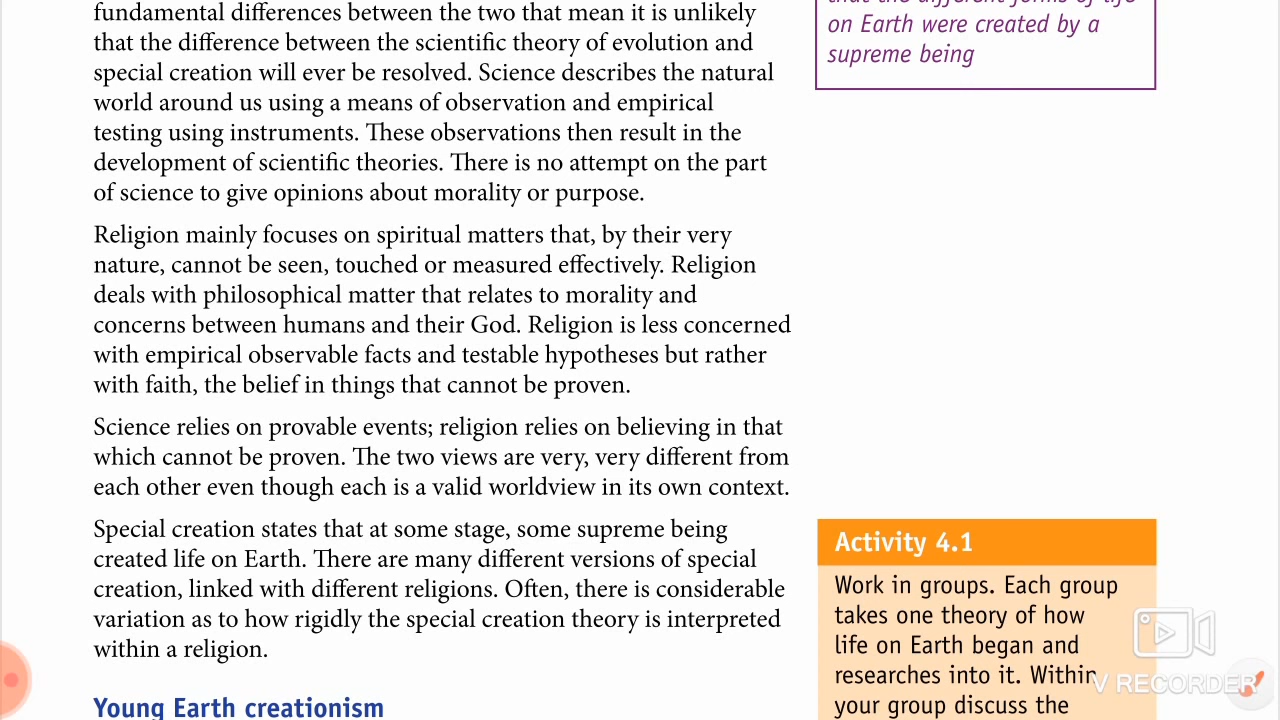 fundamental differences between the two that mean it is unlikely
that the difference between the scientific theory of evolution and
special creation will ever be resolved. Science describes the natural
world around us using a means of observation and empirical
testing using instruments. These observations then result in the
development of scientific theories. There is no attempt on the part
of science to give opinions about morality or purpose.
Religion mainly focuses on spiritual matters that, by their very
nature, cannot be seen, touched or measured effectively. Religion
deals with philosophical matter that relates to morality and
concerns between humans and their God. Religion is less concerned
with empirical observable facts and testable hypotheses but rather
with faith, the belief in things that cannot be proven.
Science relies on provable events; religion relies on believing in that
which cannot be proven. The two views are very, very different from
each other even though each is a valid worldview in its own context.
Special creation states that at some stage, some supreme being
created life on Earth. There are many different versions of special
creation, linked with different religions. Often, there is considerable
variation as to how rigidly the special creation theory is interpreted
within a religion.
Young Earth creationism
that the different forms of life
on Earth were created by a
supreme being
Activity 4.1
Work in groups. Each group
takes one theory of how
life on Earth began and
researches into it. Within
your group discuss the
V RECORDER